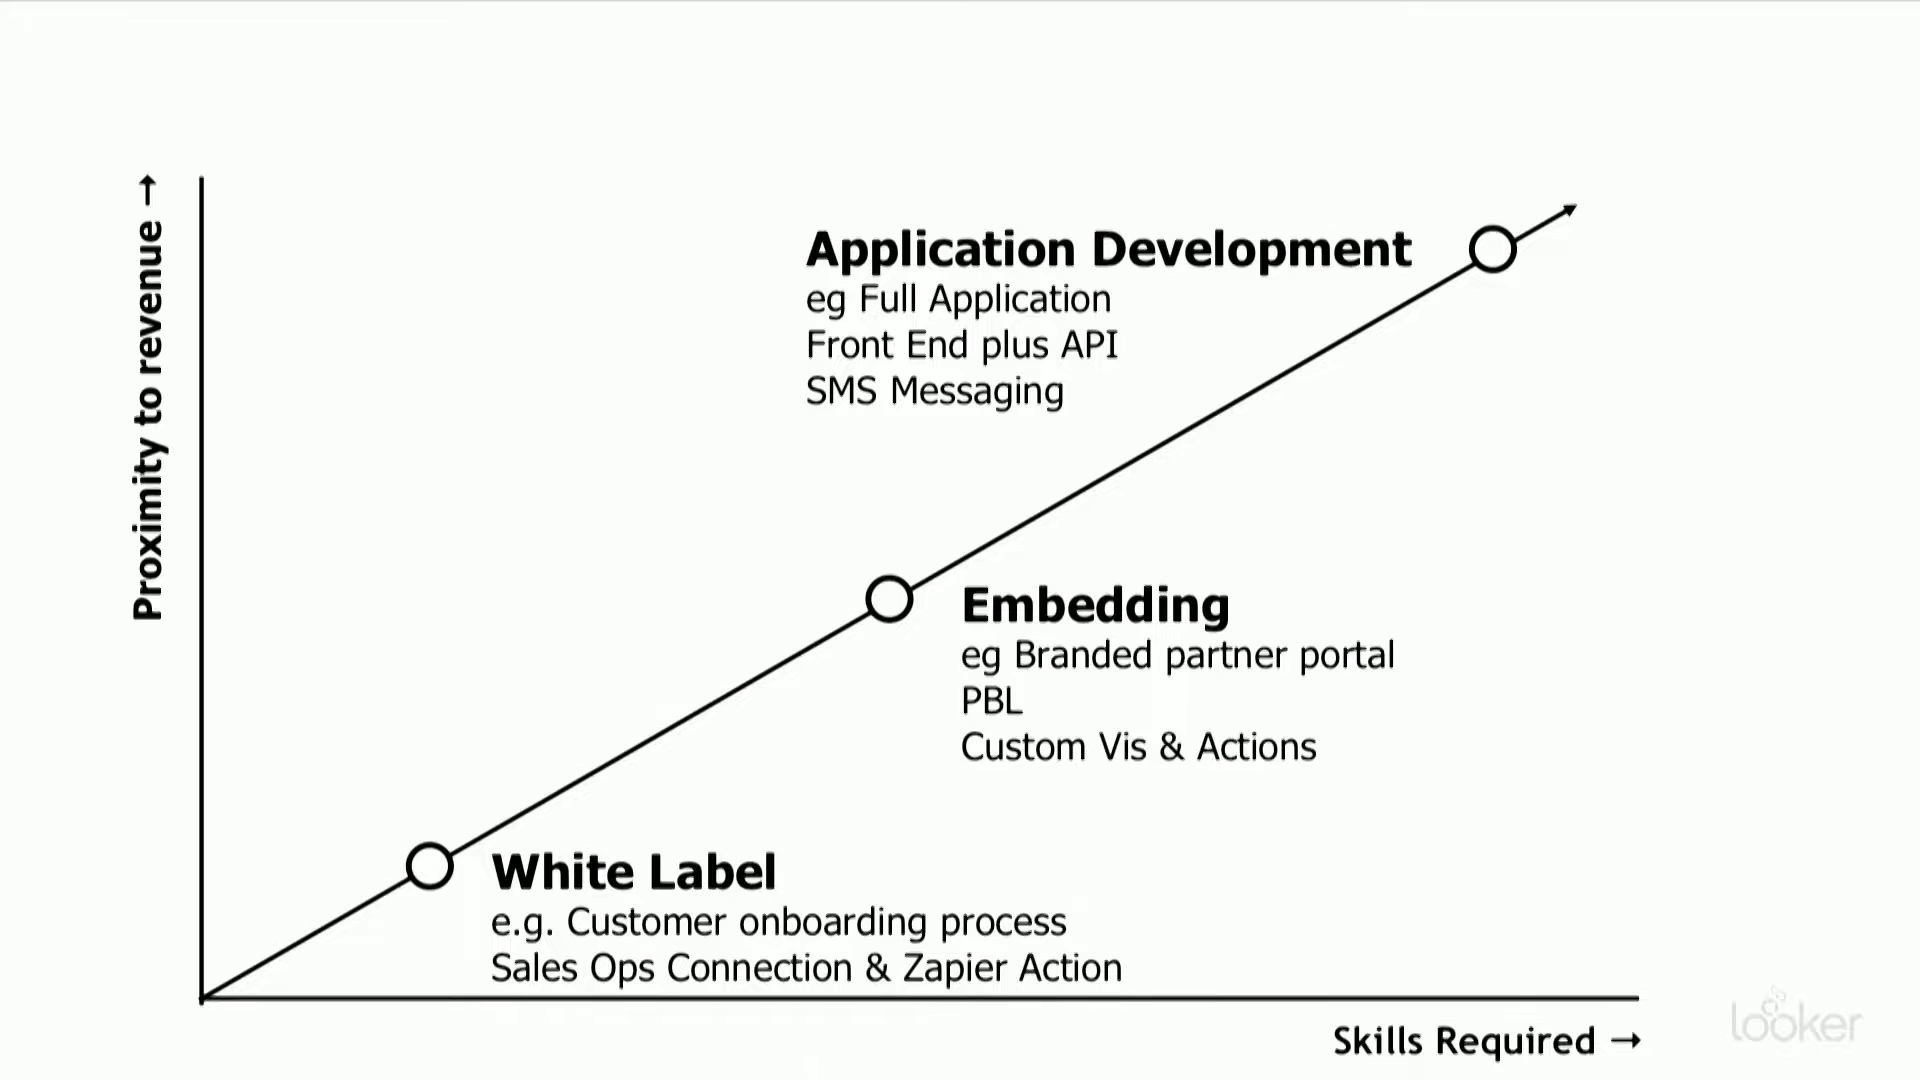 Proximity to revenue →
Application Development
eg Full Application
Front End plus API
SMS Messaging
Embedding
eg Branded partner portal
PBL
Custom Vis & Actions
White Label
e.g. Customer onboarding process
Sales Ops Connection & Zapier Action
Skills Required →
looker